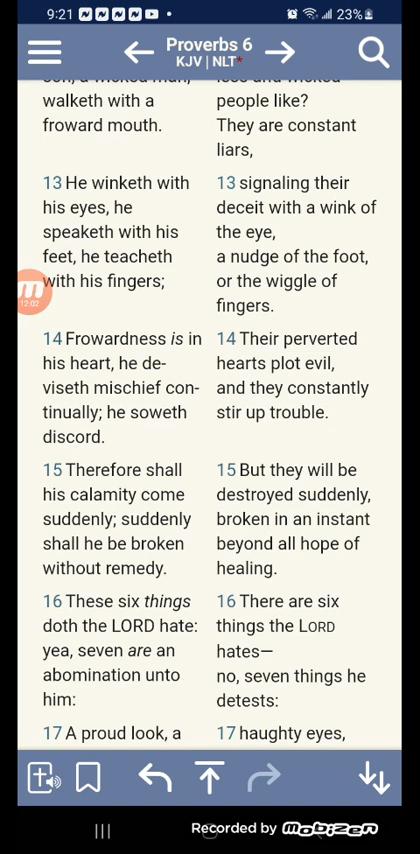 9:21
23%
Proverbs 6
KJV | NLT*
walketh with a
froward mouth.
13 He winketh with
his eyes, he
speaketh with his
feet, he teacheth
with his fingers;
14 Frowardness is in
his heart, he de-
viseth mischief con-
tinually; he soweth
discord.
15 Therefore shall
his calamity come
suddenly; suddenly
shall he be broken
without remedy.
16 These six things
doth the LORD hate:
yea, seven are an
abomination unto
him:
17 A proud look, a
people like?
They are constant
liars,
13 signaling their
deceit with a wink of
the eye,
a nudge of the foot,
or the wiggle of
fingers.
14 Their perverted
hearts plot evil,
and they constantly
stir up trouble.
15 But they will be
destroyed suddenly,
broken in an instant
beyond all hope of
healing.
16 There are six
things the LORD
hates—
no, seven things he
detests:
17 haughty eyes,
12:02
Recorded by mobizen